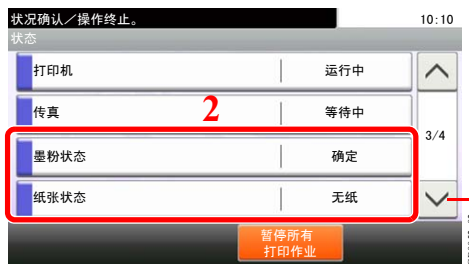 状况确认／操作终止。 10:10
状态
打印机 运行中
传真 2 等待中
3/4
墨粉状态 确定
纸张状态 无纸
暂停所有
打印作业